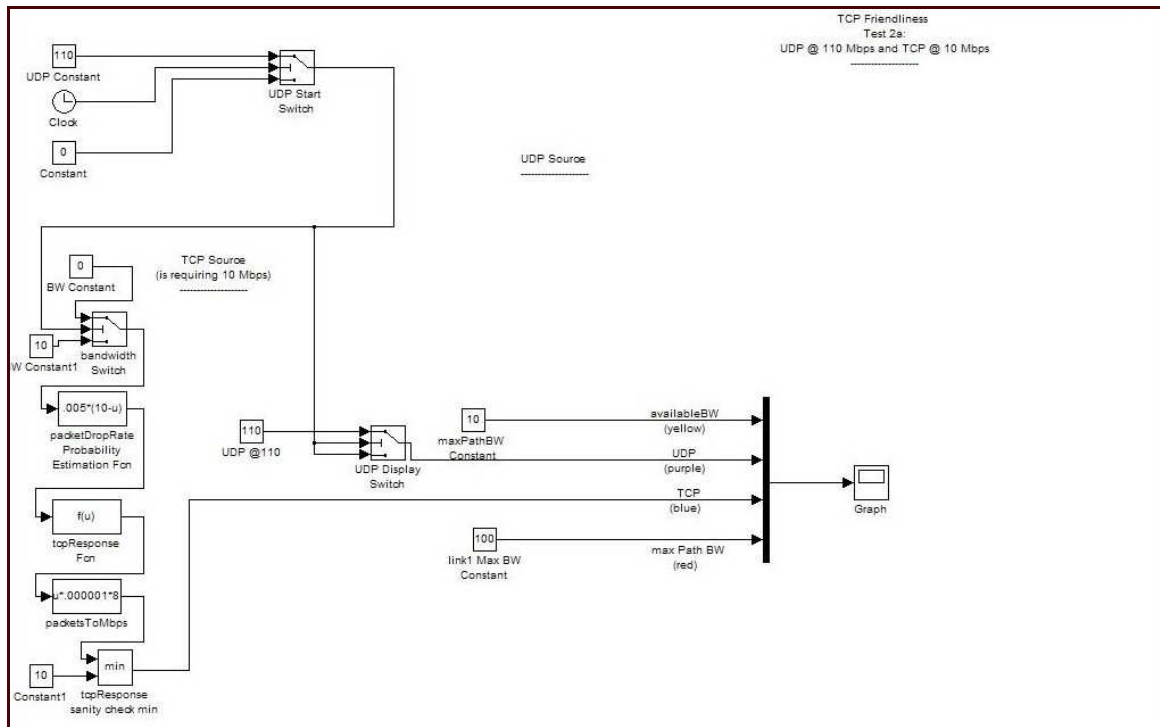 TCP Friendliness
Test 2a:
UDP @ 110 Mbps and TCP @ 10 Mbps
--------------------
110
UDP Constant
UDP Start
Switch
Clock
0
Constant
UDP Source
--------------------
TCP Source
(is requiring 10 Mbps)
--------------------
0
BW Constant
10
W Constant1
bandwidth
Switch
.005*(10-u)
packetDropRate
Probability
Estimation Fcn
110
UDP @110
UDP Display
Switch
10
maxPathBW
Constant
availableBW
(yellow)
UDP
(purple)
TCP
(blue)
max Path BW
(red)
Graph
f(u)
tcpResponse
Fcn
100
link1 Max BW
Constant
u*.000001*8
packetsToMbps
10
Constant1
min
tcpResponse
sanity check min